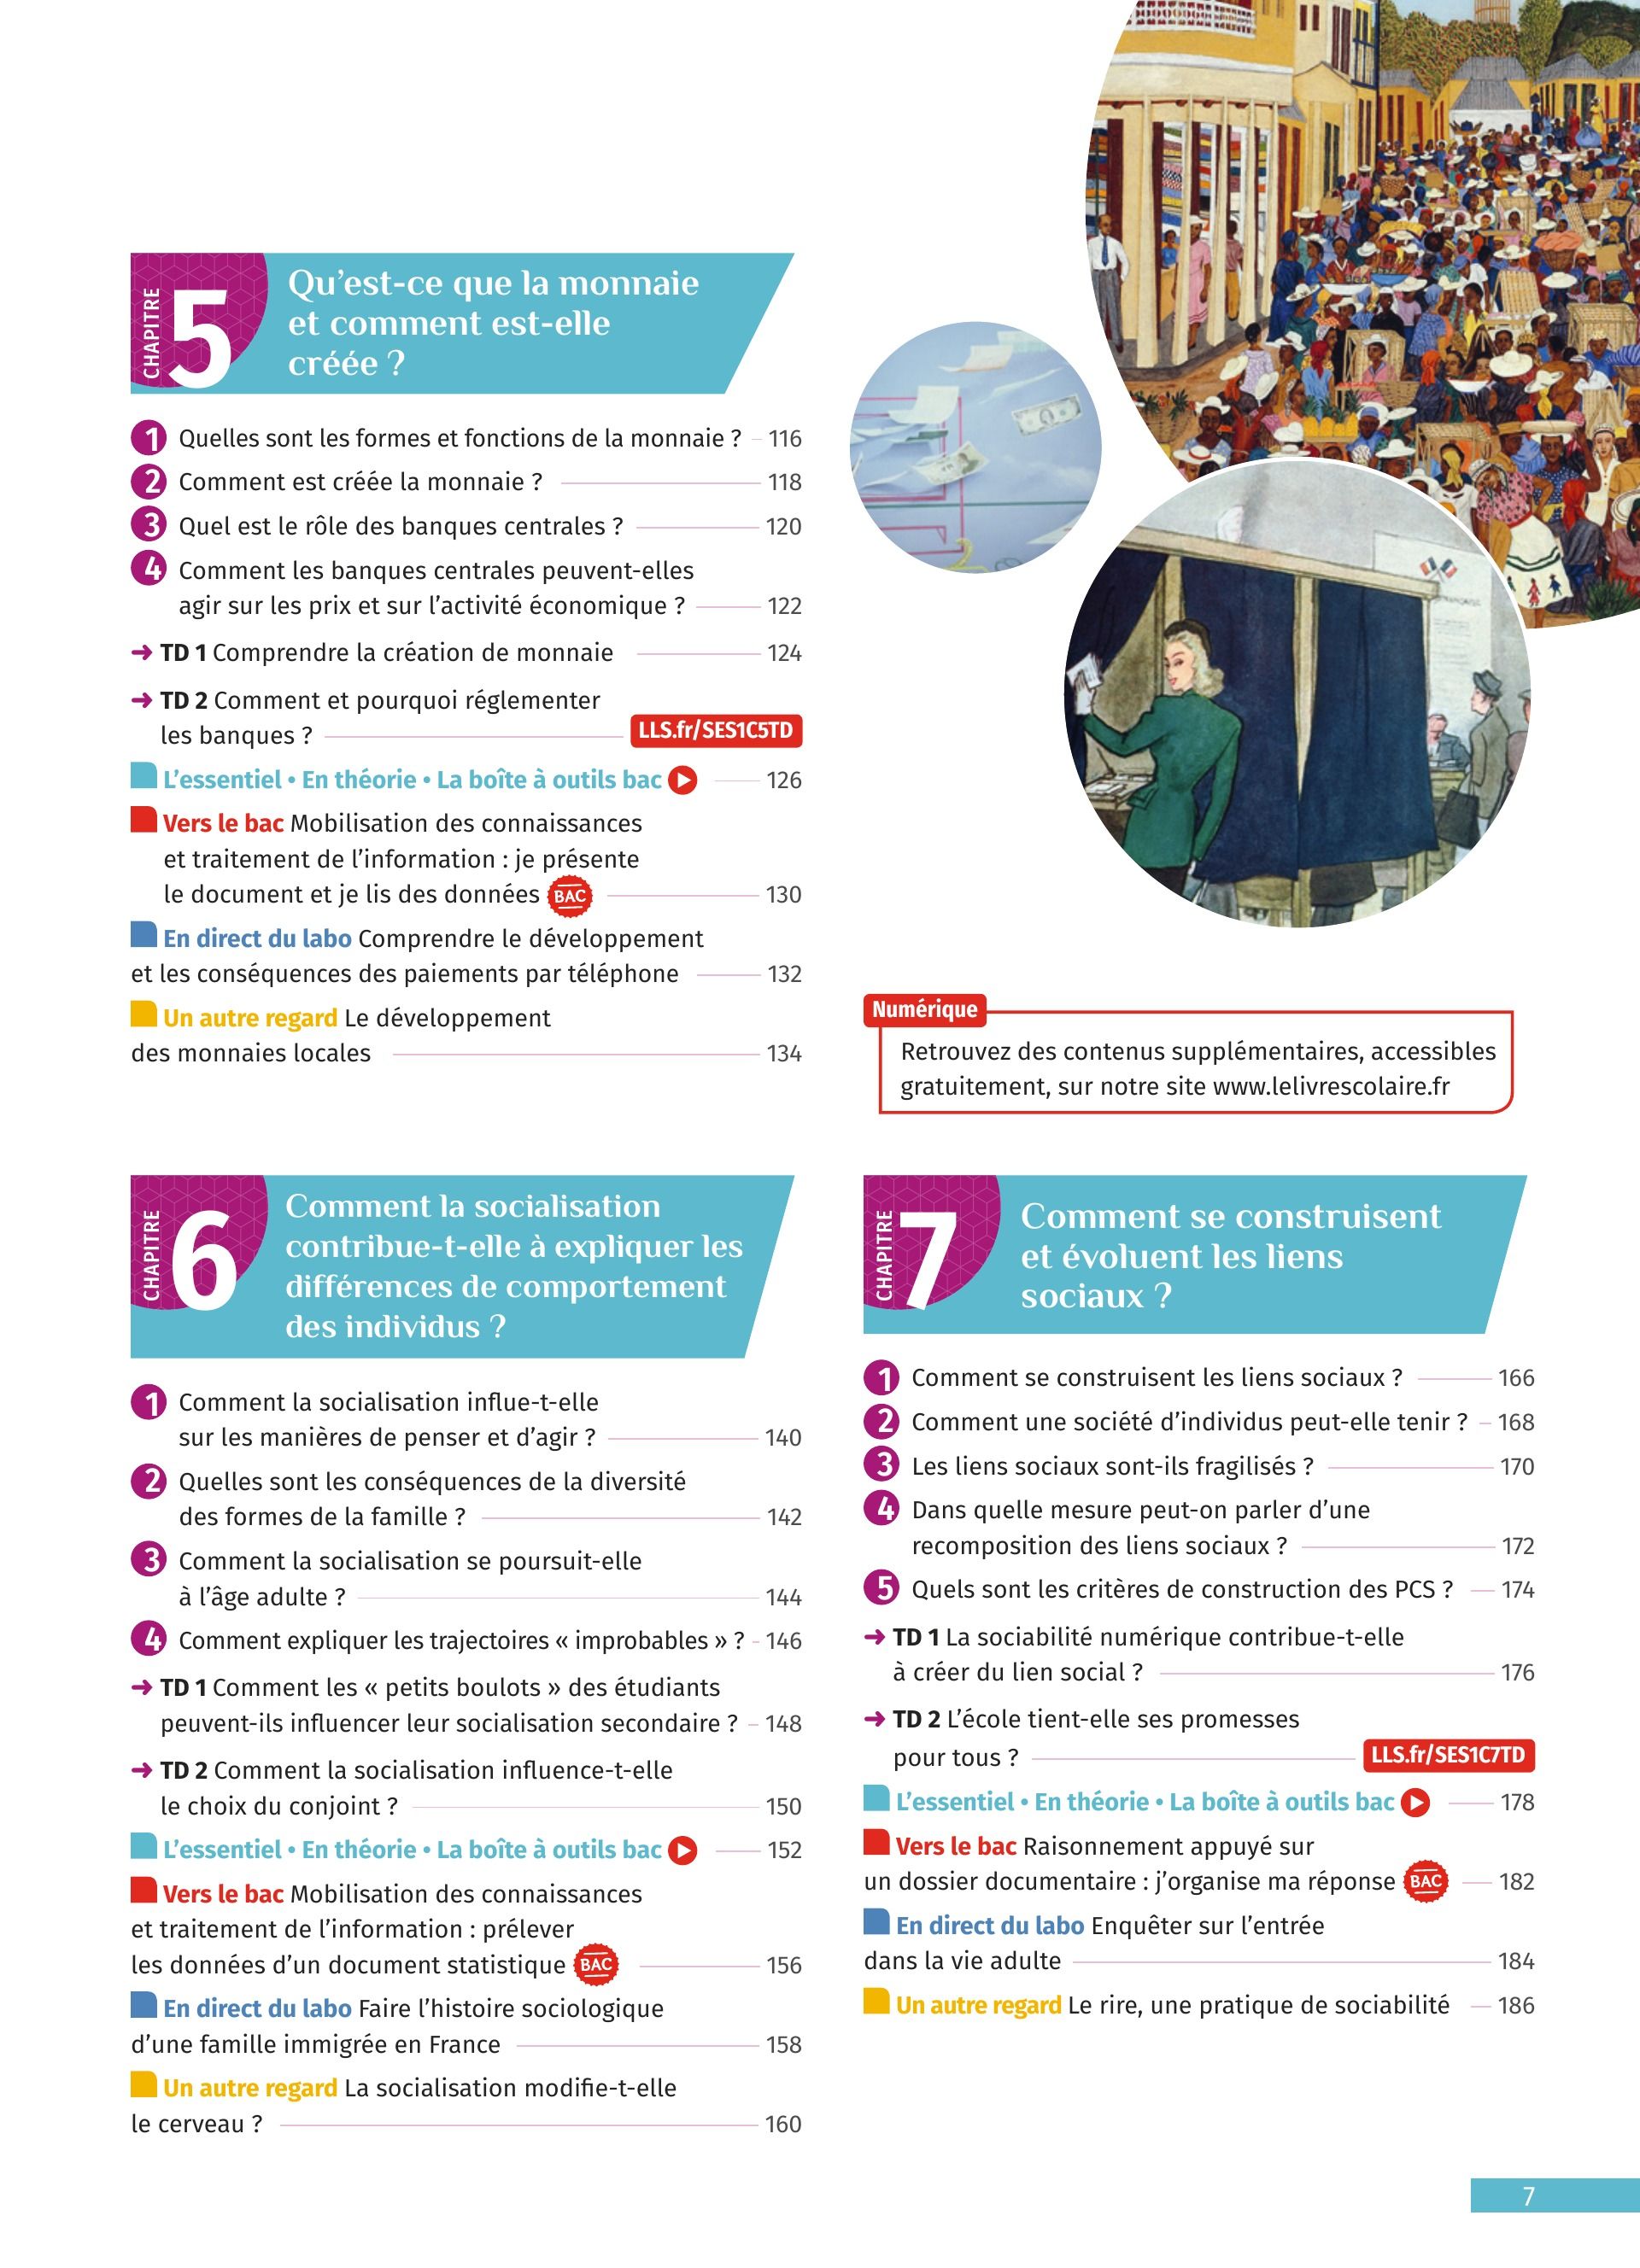 CHAPITRE
5
Qu’est-ce que la monnaie
et comment est-elle
créée ?
1 Quelles sont les formes et fonctions de la monnaie ? 116
2 Comment est créée la monnaie ? 118
3 Quel est le rôle des banques centrales ? 120
4 Comment les banques centrales peuvent-elles
agir sur les prix et sur l’activité économique ? 122
➜ TD 1 Comprendre la création de monnaie 124
➜ TD 2 Comment et pourquoi réglementer
les banques ? LLS.fr/SES1C5TD
L’essentiel • En théorie • La boîte à outils bac 126
Vers le bac Mobilisation des connaissances
et traitement de l’information : je présente
le document et je lis des données BAC 130
En direct du labo Comprendre le développement
et les conséquences des paiements par téléphone 132
Un autre regard Le développement
des monnaies locales 134
Numérique
Retrouvez des contenus supplémentaires, accessibles
gratuitement, sur notre site www.lelivrescolaire.fr
CHAPITRE
6
Comment la socialisation
contribue-t-elle à expliquer les
différences de comportement
des individus ?
1 Comment la socialisation influe-t-elle
sur les manières de penser et d’agir ? 140
2 Quelles sont les conséquences de la diversité
des formes de la famille ? 142
3 Comment la socialisation se poursuit-elle
à l’âge adulte ? 144
4 Comment expliquer les trajectoires « improbables » ? 146
➜ TD 1 Comment les « petits boulots » des étudiants
peuvent-ils influencer leur socialisation secondaire ? 148
➜ TD 2 Comment la socialisation influence-t-elle
le choix du conjoint ? 150
L’essentiel • En théorie • La boîte à outils bac 152
Vers le bac Mobilisation des connaissances
et traitement de l’information : prélever
les données d’un document statistique BAC 156
En direct du labo Faire l’histoire sociologique
d’une famille immigrée en France 158
Un autre regard La socialisation modifie-t-elle
le cerveau ? 160
CHAPITRE
7
Comment se construisent
et évoluent les liens
sociaux ?
1 Comment se construisent les liens sociaux ? 166
2 Comment une société d’individus peut-elle tenir ? 168
3 Les liens sociaux sont-ils fragilisés ? 170
4 Dans quelle mesure peut-on parler d’une
recomposition des liens sociaux ? 172
5 Quels sont les critères de construction des PCS ? 174
➜ TD 1 La sociabilité numérique contribue-t-elle
à créer du lien social ? 176
➜ TD 2 L’école tient-elle ses promesses
pour tous ? LLS.fr/SES1C7TD
L’essentiel • En théorie • La boîte à outils bac 178
Vers le bac Raisonnement appuyé sur
un dossier documentaire : j’organise ma réponse BAC 182
En direct du labo Enquêter sur l’entrée
dans la vie adulte 184
Un autre regard Le rire, une pratique de sociabilité 186
7